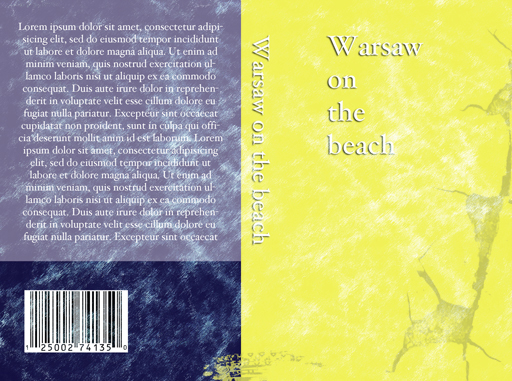 Lorem ipsum dolor sit amet, consectetur adipi-
sicing elit, sed do eiusmod tempor incididunt
ut labore et dolore magna aliqua. Ut enim ad
minim veniam, quis nostrud exercitation ul-
lamco laboris nisi ut aliquip ex ea commodo
consequat. Duis aute irure dolor in reprehen-
derit in voluptate velit esse cillum dolore eu
fugiat nulla pariatur. Excepteur sint occaecat
cupidatat non proident, sunt in culpa qui offi-
cia deserunt mollit anim id est laborum. Lorem
ipsum dolor sit amet, consectetur adipisicing
elit, sed do eiusmod tempor incididunt ut
labore et dolore magna aliqua. Ut enim ad
minim veniam, quis nostrud exercitation ul-
lamco laboris nisi ut aliquip ex ea commodo
consequat. Duis aute irure dolor in reprehen-
derit in voluptate velit esse cillum dolore eu
fugiat nulla pariatur. Excepteur sint occaecat
1 25002 74135 0
Warsaw on the beach
Warsaw
on
the
beach